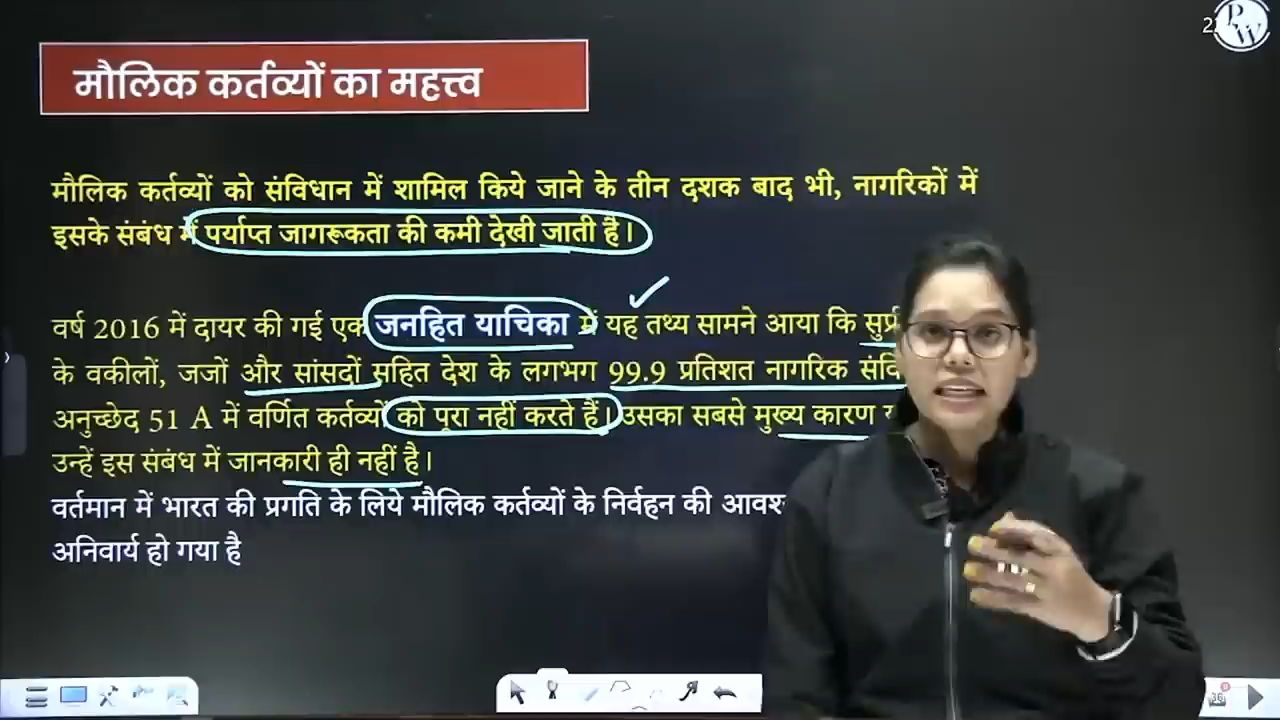 मौलिक कर्तव्यों का महत्त्व
PW
मौलिक कर्तव्यों को संविधान में शामिल किये जाने के तीन दशक बाद भी, नागरिकों में
इसके संबंध में पर्याप्त जागरूकता की कमी देखी जाती है।
वर्ष 2016 में दायर की गई एक जनहित याचिका में यह तथ्य सामने आया कि
के वकीलों, जजों और सांसदों सहित देश के लगभग 99.9 प्रतिशत नागरिक
अनुच्छेद 51 A में वर्णित कर्तव्यों को पूरा नहीं करते हैं। उसका सबसे मुख्य कारण
उन्हें इस संबंध में जानकारी ही नहीं है।
वर्तमान में भारत की प्रगति के लिये मौलिक कर्तव्यों के निर्वहन की
अनिवार्य हो गया है